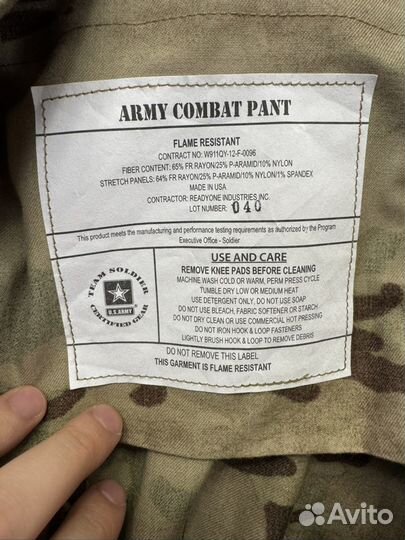 ARMY COMBAT PANT
FLAME RESISTANT
CONTRACT NO: W911QY-12-F-0096
FIBER CONTENT: 65% FR RAYON/25% P-ARAMID/10% NYLON
STRETCH PANELS: 64% FR RAYON/25% P-ARAMID/10% NYLON/1% SPANDEX
MADE IN USA
CONTRACTOR: READYONE INDUSTRIES INC.
LOT NUMBER: 040
This product meets the manufacturing and performance testing requirements as authorized by the Program
Executive Office - Soldier
TEAM SOLDIER
U.S. ARMY
CERTIFIED GEAR
USE AND CARE
REMOVE KNEE PADS BEFORE CLEANING
MACHINE WASH COLD OR WARM, PERM PRESS CYCLE
TUMBLE DRY LOW OR MEDIUM HEAT
USE DETERGENT ONLY, DO NOT USE SOAP
DO NOT USE BLEACH, FABRIC SOFTENER OR STARCH
DO NOT DRY CLEAN OR USE COMMERCIAL HOT PRESSING
DO NOT IRON HOOK & LOOP FASTENERS
LIGHTLY BRUSH HOOK & LOOP TO REMOVE DEBRIS
DO NOT REMOVE THIS LABEL
THIS GARMENT IS FLAME RESISTANT
Avito